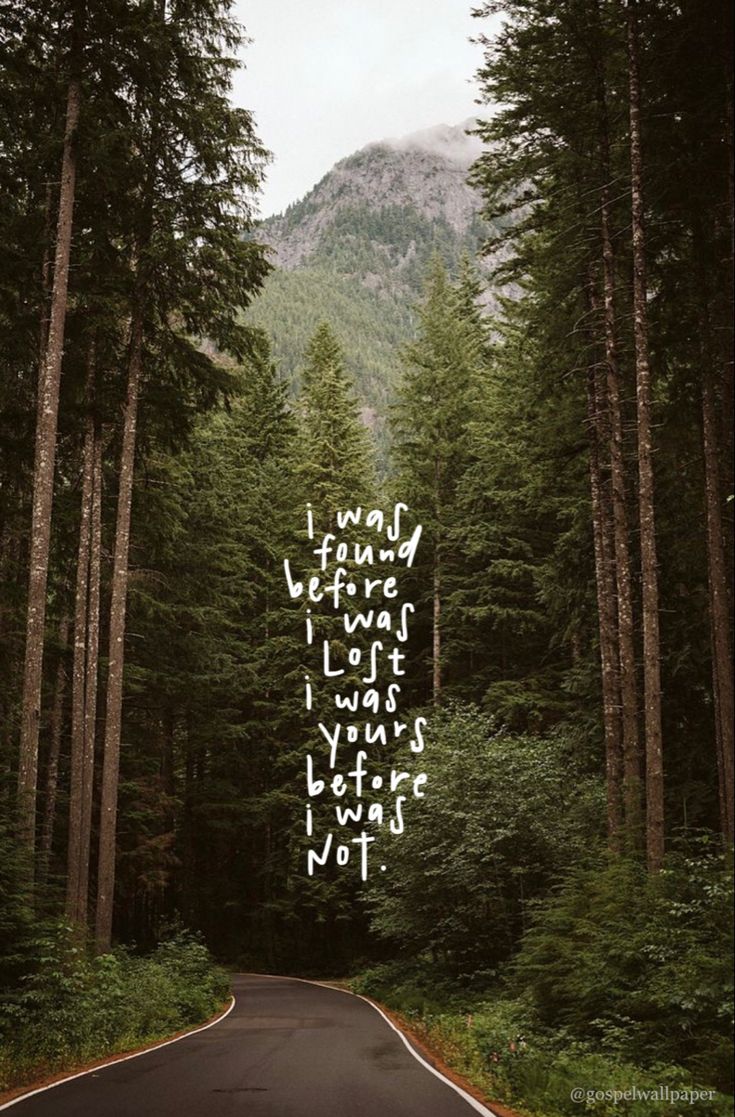 i was
found
before
i was
Lost
i was
yours
before
i was
Not.
@gospelwallpaper